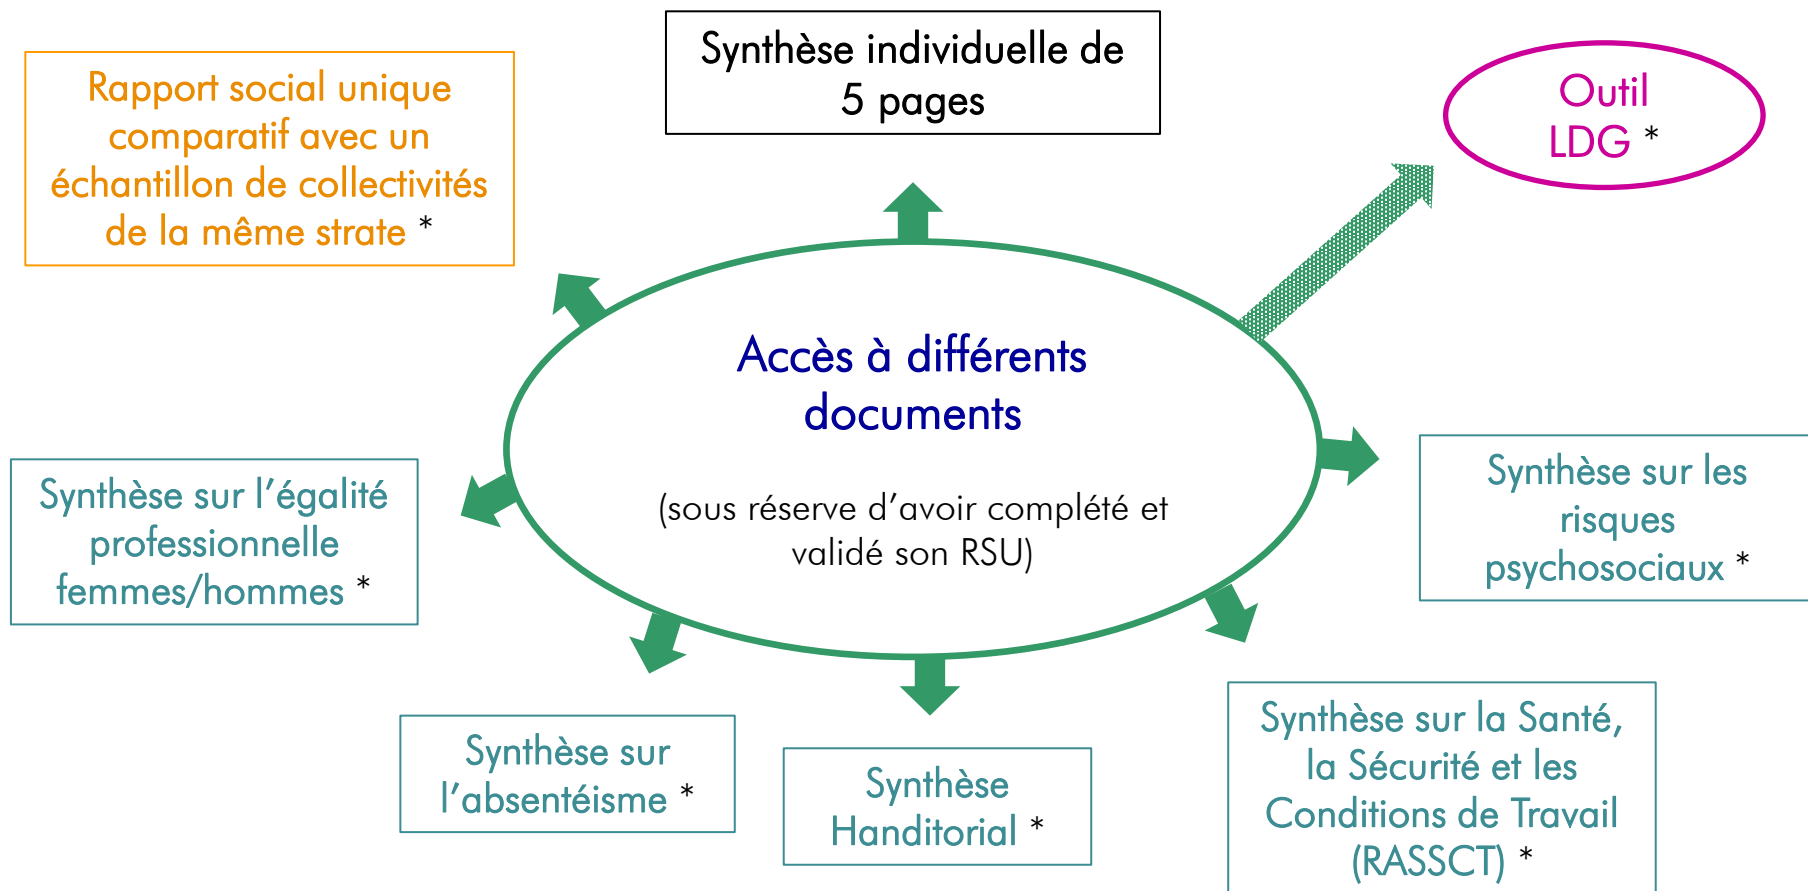 Synthèse individuelle de
5 pages
Rapport social unique
comparatif avec un
échantillon de collectivités
de la même strate *
Outil
LDG *
Accès à différents
documents
(sous réserve d’avoir complété et
validé son RSU)
Synthèse sur l’égalité
professionnelle
femmes/hommes *
Synthèse sur les
risques
psychosociaux *
Synthèse sur
l’absentéisme *
Synthèse
Handitorial *
Synthèse sur la Santé,
la Sécurité et les
Conditions de Travail
(RASSCT) *